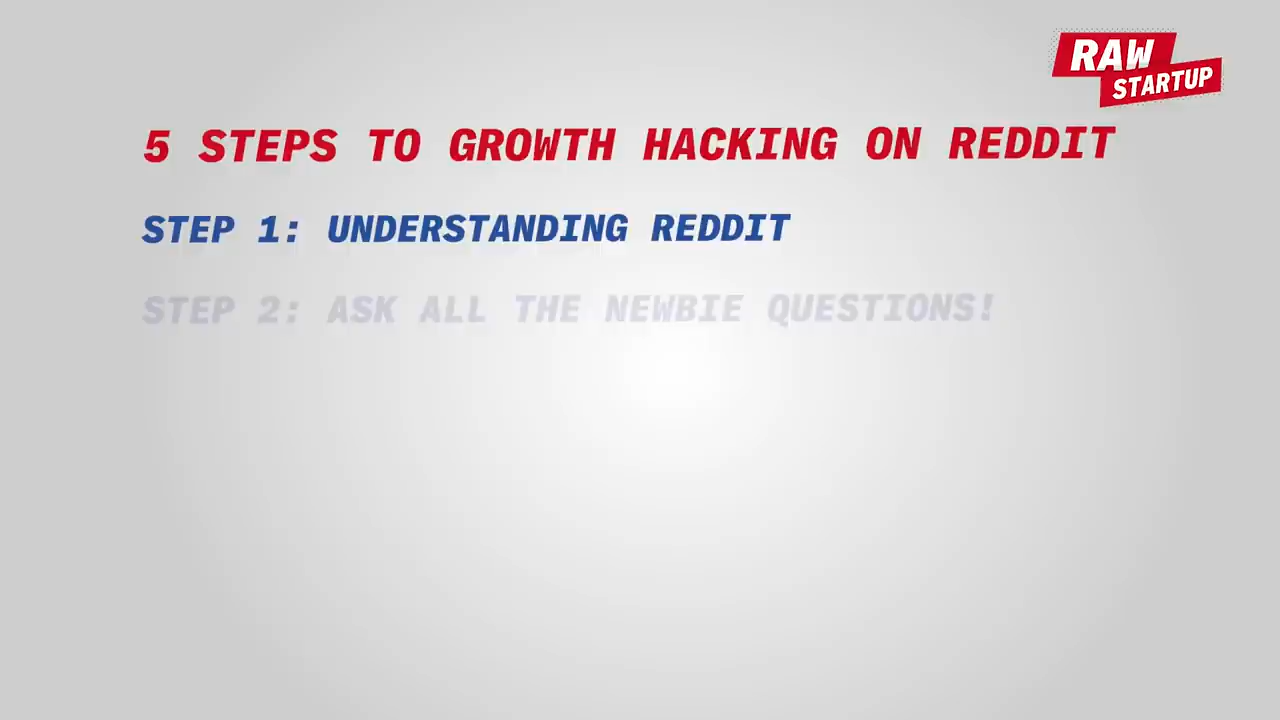 RAW
STARTUP
5 STEPS TO GROWTH HACKING ON REDDIT
STEP 1: UNDERSTANDING REDDIT
STEP 2: ASK ALL THE NEWBIE QUESTIONS!